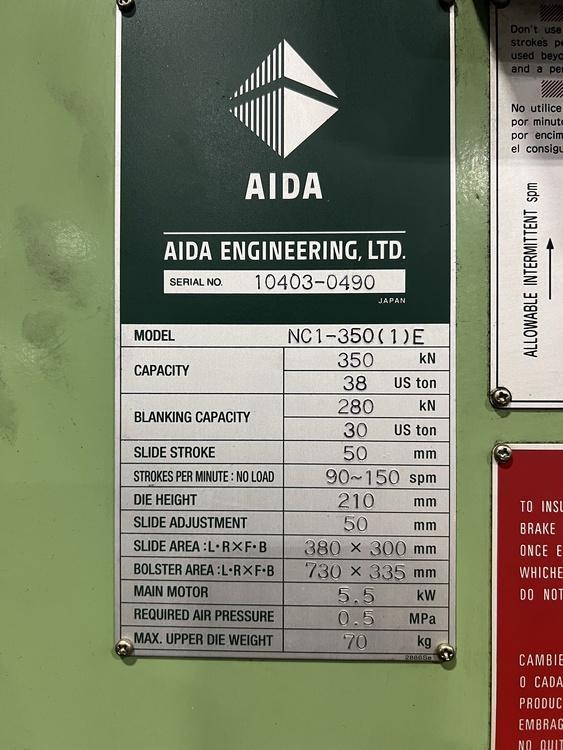 AIDA
AIDA ENGINEERING, LTD.
SERIAL NO. 10403-0490
JAPAN
MODEL NC1-350(1)E
CAPACITY 350 kN
38 US ton
BLANKING CAPACITY 280 kN
30 US ton
SLIDE STROKE 50 mm
STROKES PER MINUTE : NO LOAD 90~150 spm
DIE HEIGHT 210 mm
SLIDE ADJUSTMENT 50 mm
SLIDE AREA : L・R×F・B 380 × 300 mm
BOLSTER AREA : L・R×F・B 730 × 335 mm
MAIN MOTOR 5.5 kW
REQUIRED AIR PRESSURE 0.5 MPa
MAX. UPPER DIE WEIGHT 70 kg
Don't use
strokes pe
used beyo
and a pe
No utilice
por minuto
por encim
el consigu
ALLOWABLE INTERMITTENT spm
TO INSU
BRAKE
ONCE E
WHICHE
DO NOT
CAMBIE
O CADA
PRODUC
EMBRAG
NO QUIT